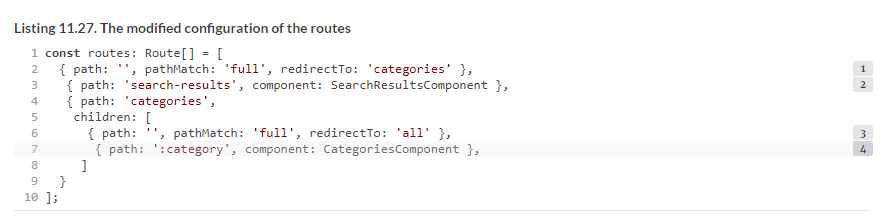 Listing 11.27. The modified configuration of the routes
1 const routes: Route[] = [
2 { path: '', pathMatch: 'full', redirectTo: 'categories' }, 1
3 { path: 'search-results', component: SearchResultsComponent }, 2
4 { path: 'categories',
5 children: [
6 { path: '', pathMatch: 'full', redirectTo: 'all' }, 3
7 { path: ':category', component: CategoriesComponent }, 4
8 ]
9 }
10 ];